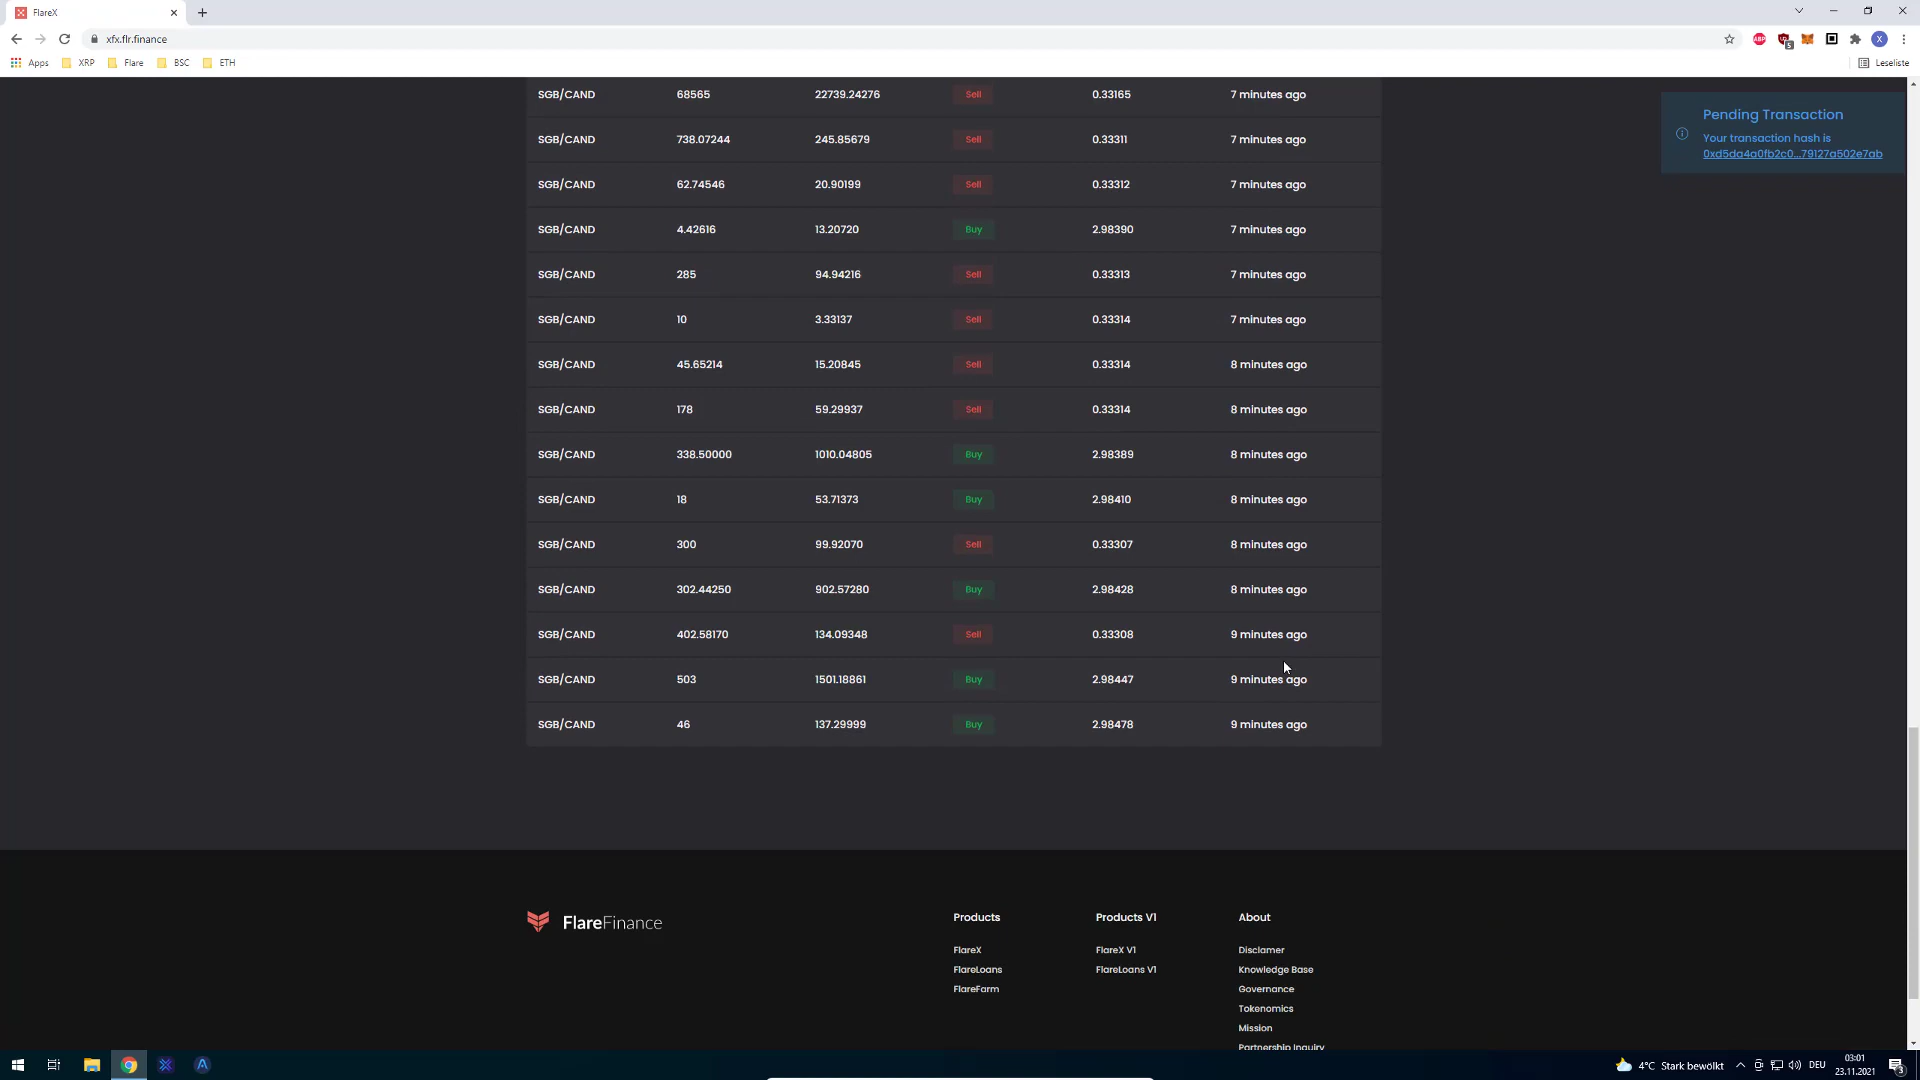 FlareX
xfx.flr.finance
ABP
5
X
Apps XRP Flare BSC ETH
Leseliste
Pending Transaction
Your transaction hash is
0xd5da4a0fb2c0...79127a502e7ab
SGB/CAND 68565 22739.24276 Sell 0.33165 7 minutes ago
SGB/CAND 738.07244 245.85679 Sell 0.33311 7 minutes ago
SGB/CAND 62.74546 20.90199 Sell 0.33312 7 minutes ago
SGB/CAND 4.42616 13.20720 Buy 2.98390 7 minutes ago
SGB/CAND 285 94.94216 Sell 0.33313 7 minutes ago
SGB/CAND 10 3.33137 Sell 0.33314 7 minutes ago
SGB/CAND 45.65214 15.20845 Sell 0.33314 8 minutes ago
SGB/CAND 178 59.29937 Sell 0.33314 8 minutes ago
SGB/CAND 338.50000 1010.04805 Buy 2.98389 8 minutes ago
SGB/CAND 18 53.71373 Buy 2.98410 8 minutes ago
SGB/CAND 300 99.92070 Sell 0.33307 8 minutes ago
SGB/CAND 302.44250 902.57280 Buy 2.98428 8 minutes ago
SGB/CAND 402.58170 134.09348 Sell 0.33308 9 minutes ago
SGB/CAND 503 1501.18861 Buy 2.98447 9 minutes ago
SGB/CAND 46 137.29999 Buy 2.98478 9 minutes ago
FlareFinance
Products Products V1 About
FlareX FlareX V1 Disclamer
FlareLoans FlareLoans V1 Knowledge Base
FlareFarm Governance
Tokenomics
Mission
Partnership Inquiry
4°C Stark bewölkt DEU 03:01
23.11.2021
3